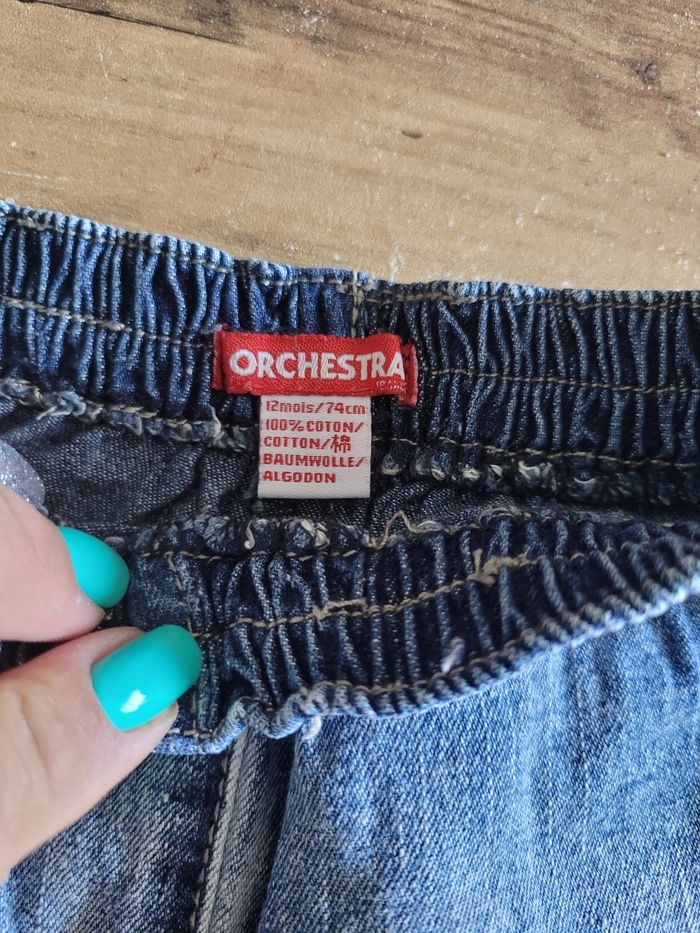 ORCHESTRA
12mois/74cm
100% COTON/
COTTON/棉
BAUMWOLLE/
ALGODON